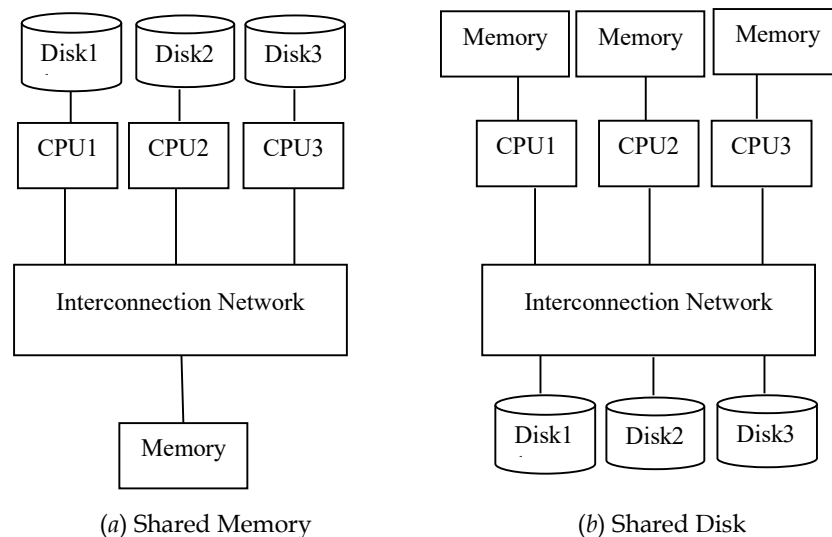 Disk1 Disk2 Disk3
CPU1 CPU2 CPU3
Interconnection Network
Memory
(a) Shared Memory
Memory Memory Memory
CPU1 CPU2 CPU3
Interconnection Network
Disk1 Disk2 Disk3
(b) Shared Disk